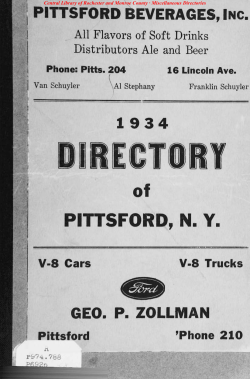 Central Library of Rochester and Monroe County · Miscellaneous Directories
PITTSFORD BEVERAGES, Inc.
All Flavors of Soft Drinks
Distributors Ale and Beer
Phone: Pitts. 204 16 Lincoln Ave.
Van Schuyler Al Stephany Franklin Schuyler
1934
DIRECTORY
of
PITTSFORD, N. Y.
V-8 Cars V-8 Trucks
Ford
GEO. P. ZOLLMAN
Pittsford 'Phone 210